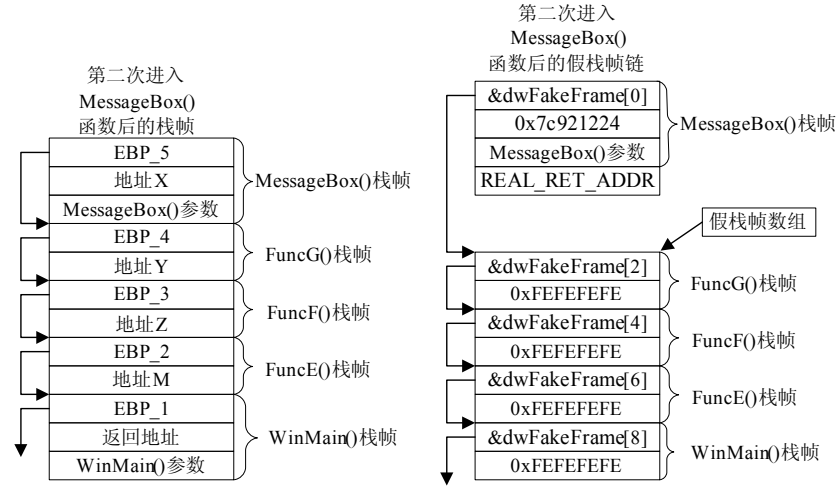 第二次进入
MessageBox()
函数后的栈帧
EBP_5
地址X
MessageBox()参数
MessageBox()栈帧
EBP_4
地址Y
FuncG()栈帧
EBP_3
地址Z
FuncF()栈帧
EBP_2
地址M
FuncE()栈帧
EBP_1
返回地址
WinMain()参数
WinMain()栈帧
第二次进入
MessageBox()
函数后的假栈帧链
&dwFakeFrame[0]
0x7c921224
MessageBox()参数
MessageBox()栈帧
REAL_RET_ADDR
假栈帧数组
&dwFakeFrame[2]
0xFEFEFEFE
FuncG()栈帧
&dwFakeFrame[4]
0xFEFEFEFE
FuncF()栈帧
&dwFakeFrame[6]
0xFEFEFEFE
FuncE()栈帧
&dwFakeFrame[8]
0xFEFEFEFE
WinMain()栈帧